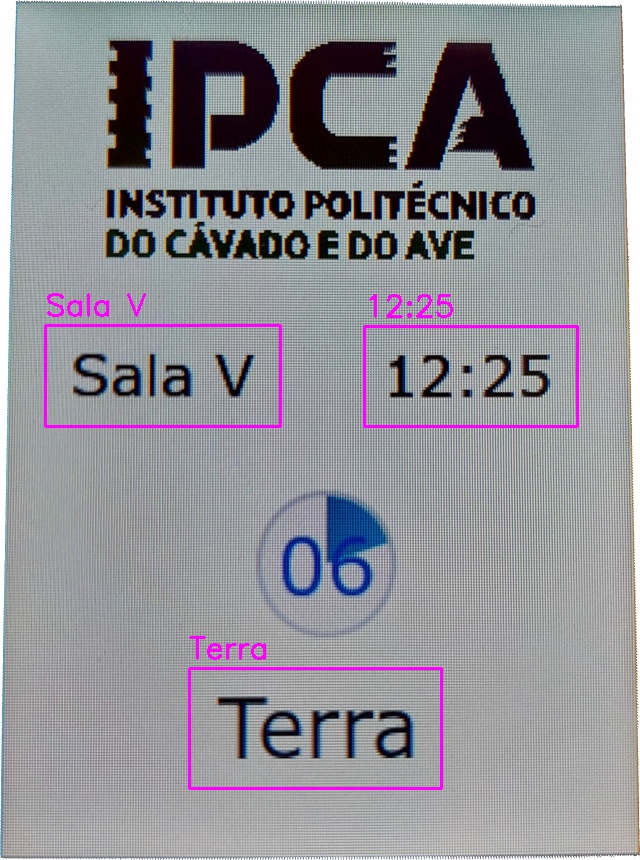 IPCA
INSTITUTO POLITÉCNICO
DO CÁVADO E DO AVE
Sala V 12:25
Sala V 12:25
06
Terra
Terra